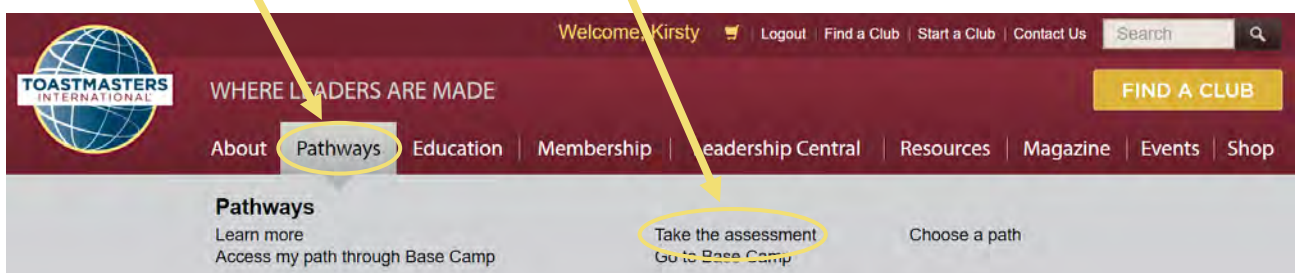 Welcome, Kirsty | Logout | Find a Club | Start a Club | Contact Us Search
TOASTMASTERS
INTERNATIONAL
WHERE LEADERS ARE MADE
FIND A CLUB
About Pathways Education | Membership | Leadership Central | Resources | Magazine | Events | Shop
Pathways
Learn more Take the assessment Choose a path
Access my path through Base Camp Go to Base Camp